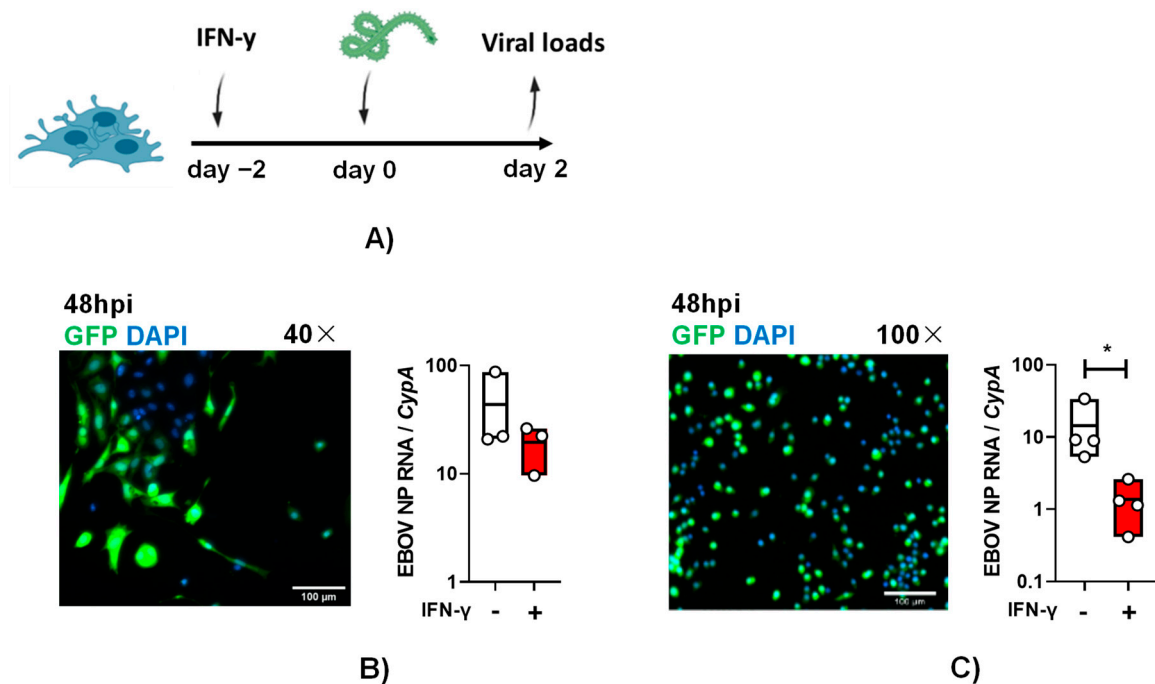 IFN-γ
Viral loads
day −2
day 0
day 2
A)
48hpi
GFP DAPI
40×
100 µm
100
10
1
EBOV NP RNA / CypA
IFN-γ
-
+
B)
48hpi
GFP DAPI
100×
100 µm
100
10
1
0.1
EBOV NP RNA / CypA
*
IFN-γ
-
+
C)